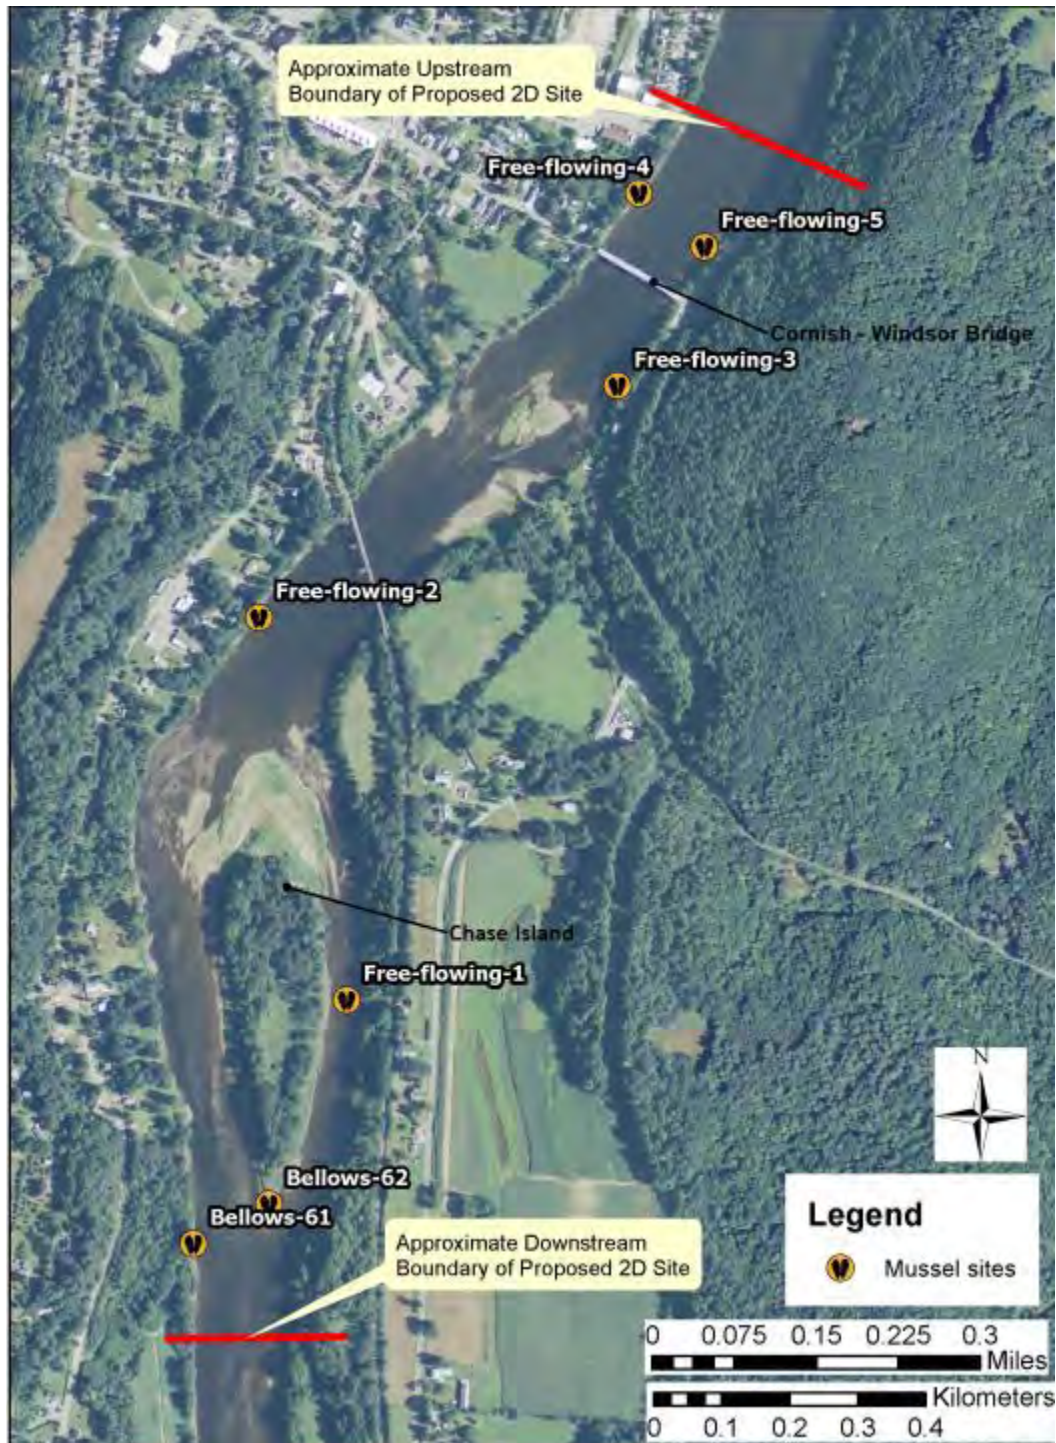 Approximate Upstream
Boundary of Proposed 2D Site
Free-flowing-4
Free-flowing-5
Cornish - Windsor Bridge
Free-flowing-3
Free-flowing-2
Chase Island
Free-flowing-1
Bellows-62
Bellows-61
Approximate Downstream
Boundary of Proposed 2D Site
N
Legend
Mussel sites
0 0.075 0.15 0.225 0.3
Miles
Kilometers
0 0.1 0.2 0.3 0.4